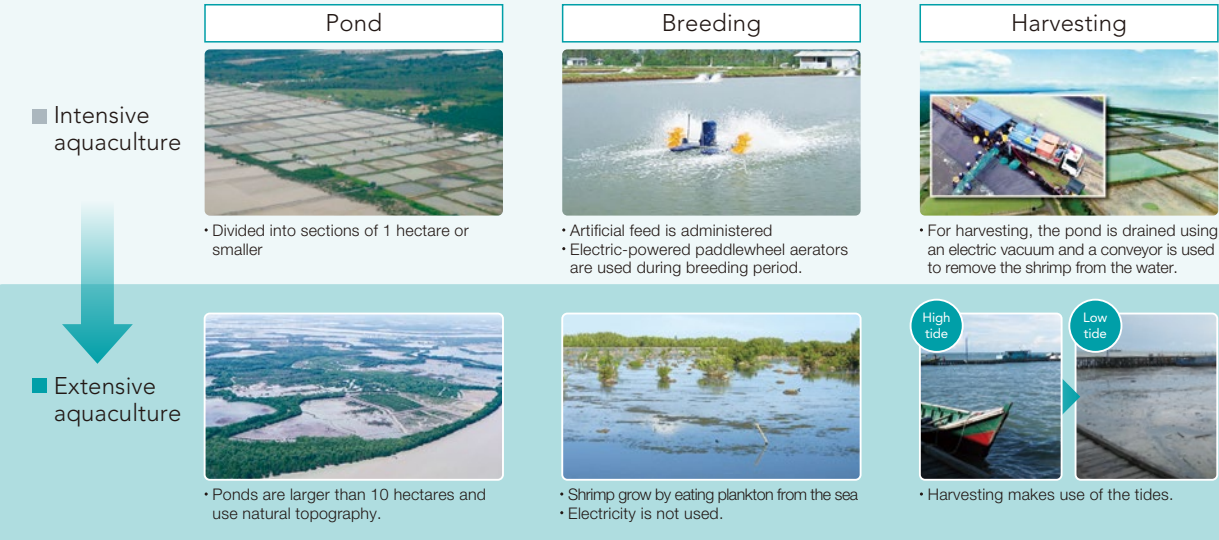 Pond
Breeding
Harvesting
Intensive
aquaculture
• Divided into sections of 1 hectare or
smaller
• Artificial feed is administered
• Electric-powered paddlewheel aerators
are used during breeding period.
• For harvesting, the pond is drained using
an electric vacuum and a conveyor is used
to remove the shrimp from the water.
Extensive
aquaculture
• Ponds are larger than 10 hectares and
use natural topography.
• Shrimp grow by eating plankton from the sea
• Electricity is not used.
High
tide
Low
tide
• Harvesting makes use of the tides.